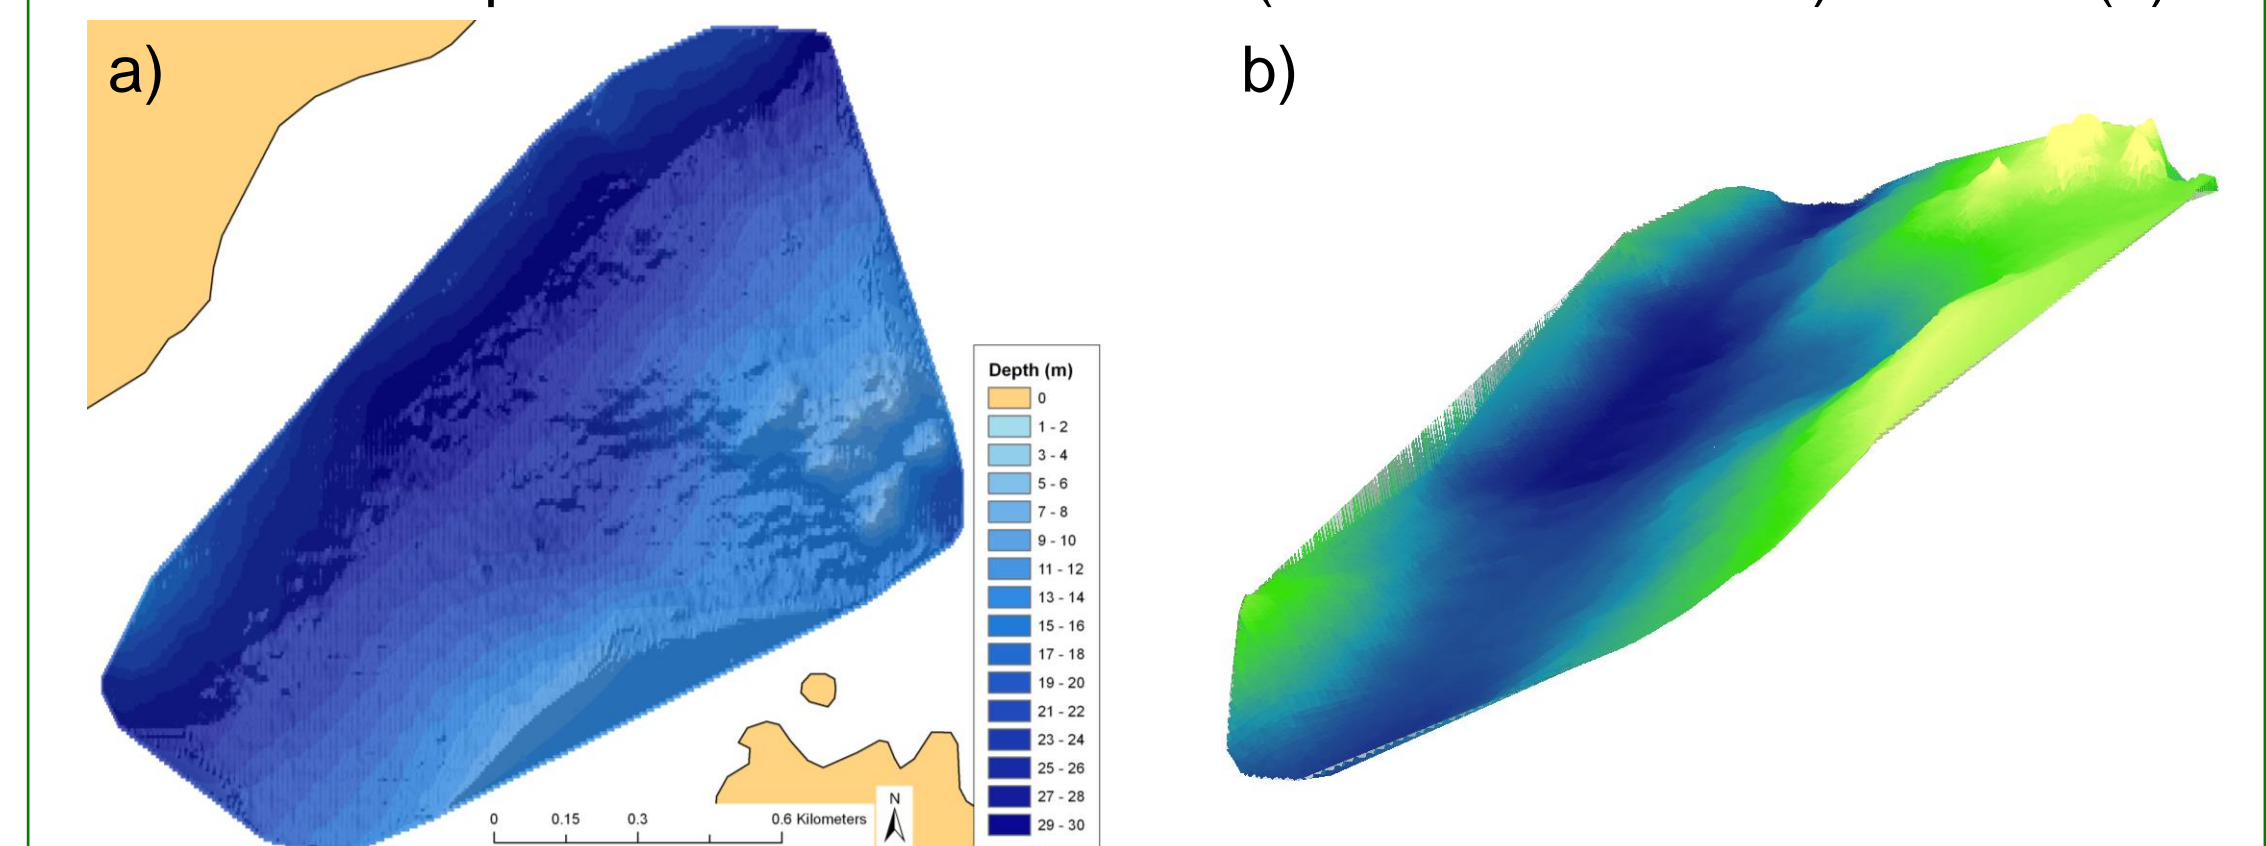 a)
b)
Depth (m)
0
1 - 2
3 - 4
5 - 6
7 - 8
9 - 10
11 - 12
13 - 14
15 - 16
17 - 18
19 - 20
21 - 22
23 - 24
25 - 26
27 - 28
29 - 30
N
0 0.15 0.3 0.6 Kilometers